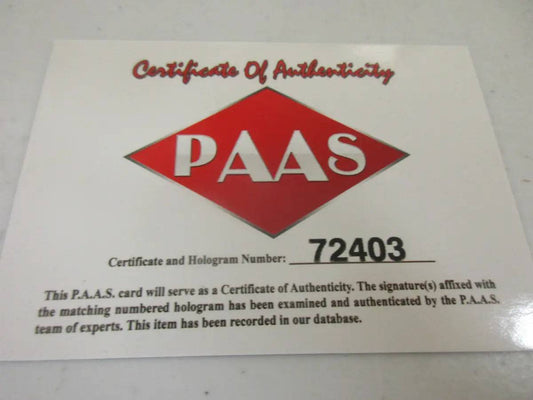 Certificate Of Authenticity
PAAS
Certificate and Hologram Number: 72403
This P.A.A.S. card will serve as a Certificate of Authenticity. The signature(s) affixed with
the matching numbered hologram has been examined and authenticated by the P.A.A.S.
team of experts. This item has been recorded in our database.